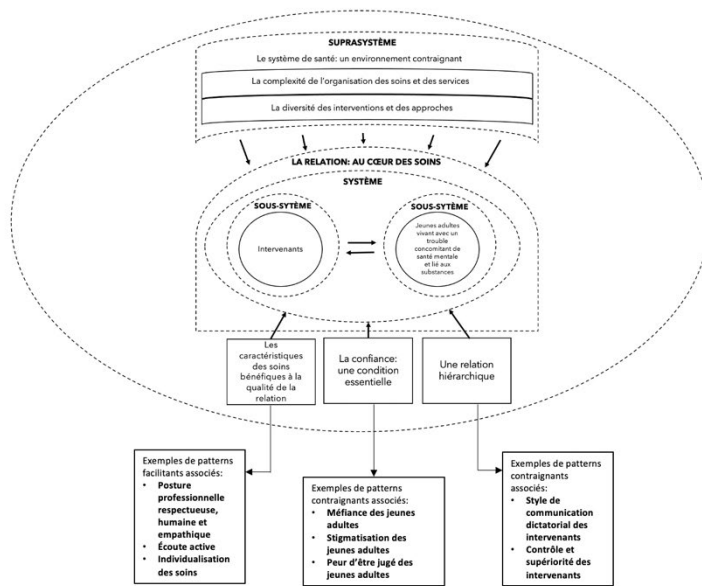 SUPRASYSTÈME
Le système de santé: un environnement contraignant
La complexité de l'organisation des soins et des services
La diversité des interventions et des approches
LA RELATION: AU CŒUR DES SOINS
SYSTÈME
SOUS-SYTÈME
Intervenants
SOUS-SYTÈME
Jeunes adultes
vivant avec un
trouble
concomitant de
santé mentale
et lié aux
substances
Les
caractéristiques
des soins
bénéfiques à la
qualité de la
relation
La confiance:
une condition
essentielle
Une relation
hiérarchique
Exemples de patterns
facilitants associés:
• Posture
professionnelle
respectueuse,
humaine et
empathique
• Écoute active
• Individualisation
des soins
Exemples de patterns
contraignants associés:
• Méfiance des jeunes
adultes
• Stigmatisation des
jeunes adultes
• Peur d'être jugé des
jeunes adultes
Exemples de patterns
contraignants
associés:
• Style de
communication
dictatorial des
intervenants
• Contrôle et
supériorité des
intervenants